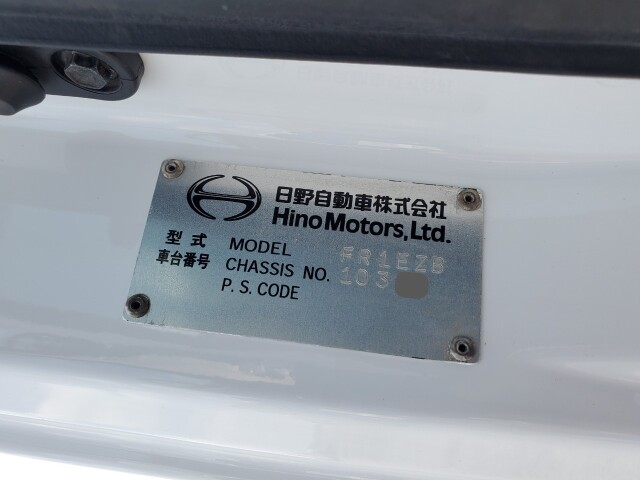 日野自動車株式会社
Hino Motors, Ltd.
型式 MODEL FR1EZB
車台番号 CHASSIS NO. 103
P. S. CODE